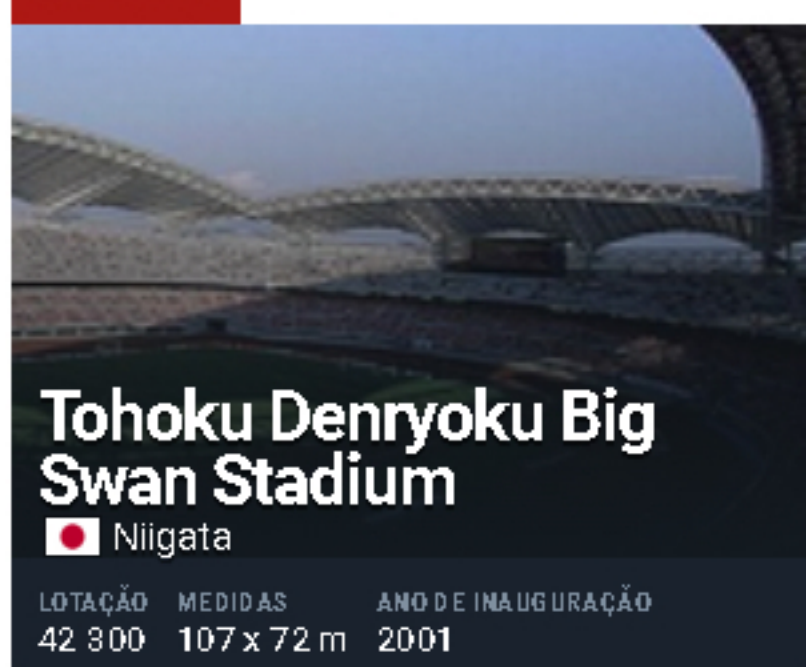 Tohoku Denryoku Big
Swan Stadium
Niigata
LOTAÇÃO MEDIDAS ANO DE INAUGURAÇÃO
42 300 107 x 72 m 2001